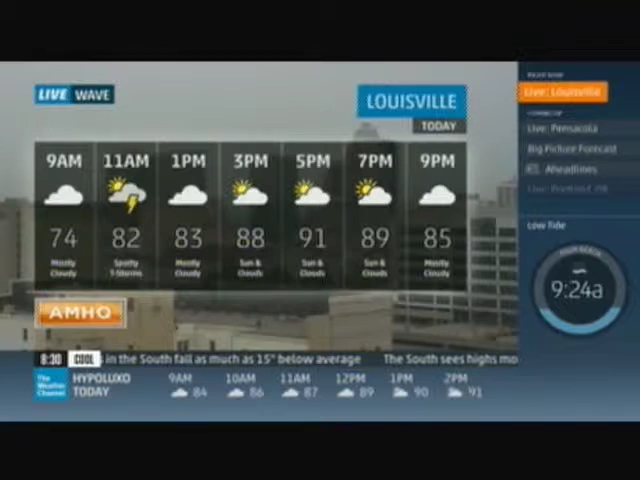 LIVE WAVE
LOUISVILLE
TODAY
9AM 11AM 1PM 3PM 5PM 7PM 9PM
74 82 83 88 91 89 85
Mostly Cloudy
Spotty T-Storms
Mostly Cloudy
Sun & Clouds
Sun & Clouds
Sun & Clouds
Mostly Cloudy
AMHQ
RIGHT NOW
Live: Louisville
Live: Pensacola
Big Picture Forecast
Aheadlines
Low Tide
9:24a
8:30
in the South fall as much as 15° below average The South sees highs mo
The Weather Channel
HYPOLUXO
TODAY
9AM 10AM 11AM 12PM 1PM 2PM
84 86 87 89 90 91